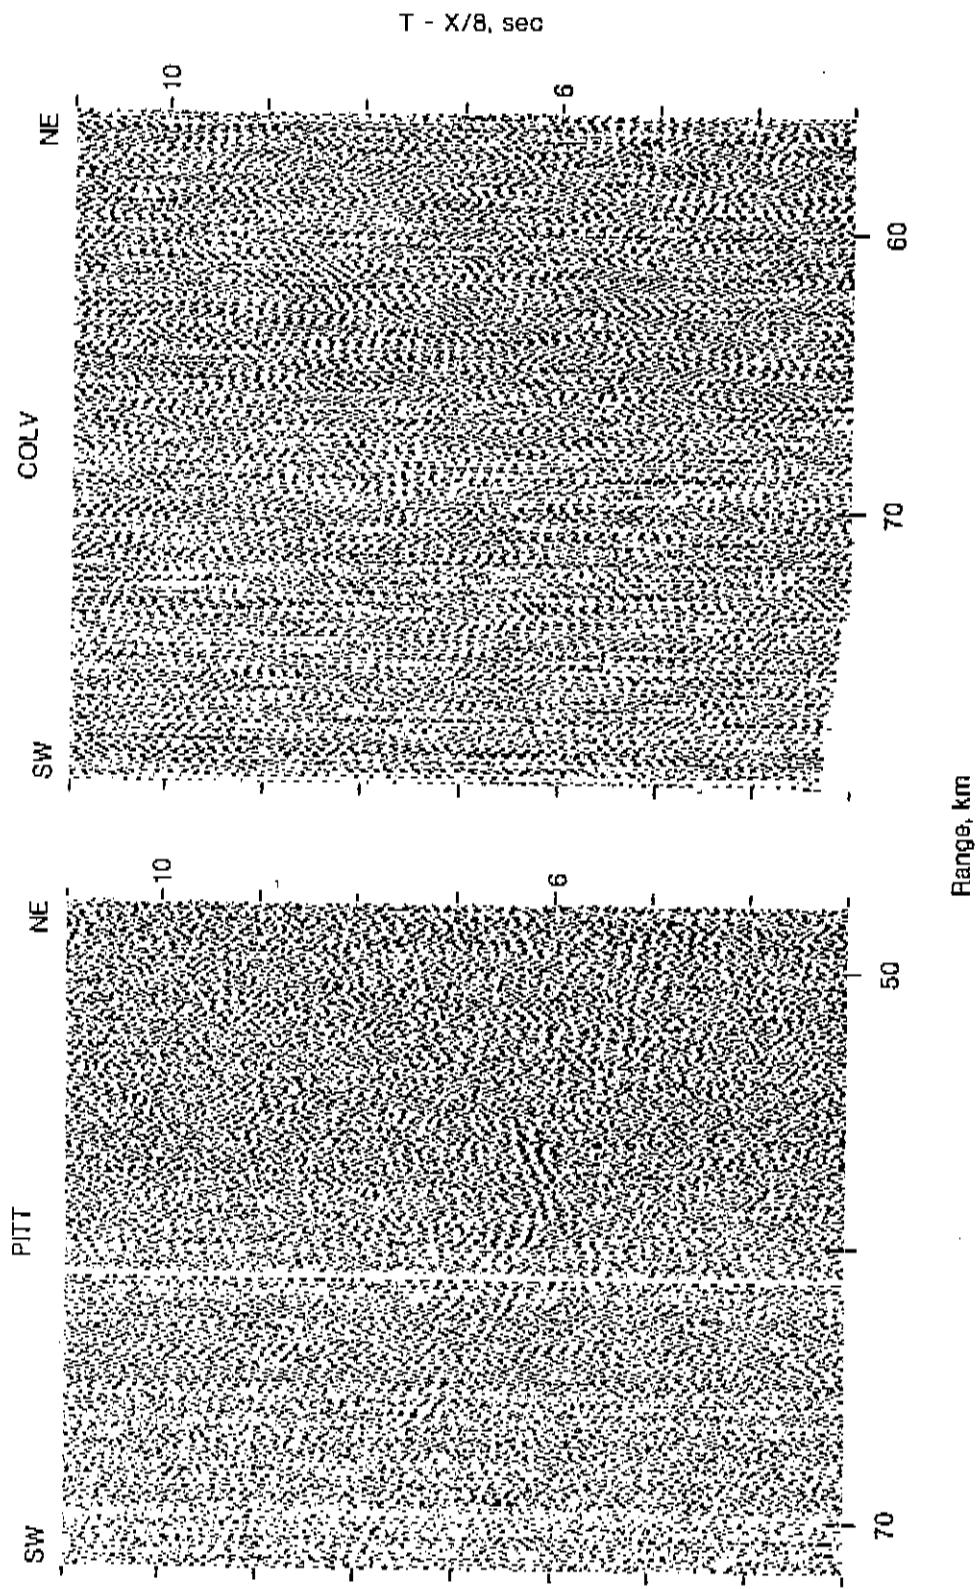 T - X/8, sec
10
6
NE
COLV
SW
60
70
10
6
NE
PITT
SW
50
70
Range, km